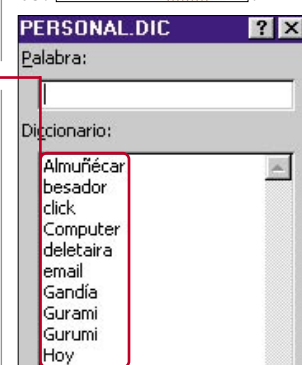 PERSONAL.DIC
Palabra:
Diccionario:
Almuñécar
besador
click
Computer
deletaira
email
Gandía
Gurami
Gurumi
Hoy